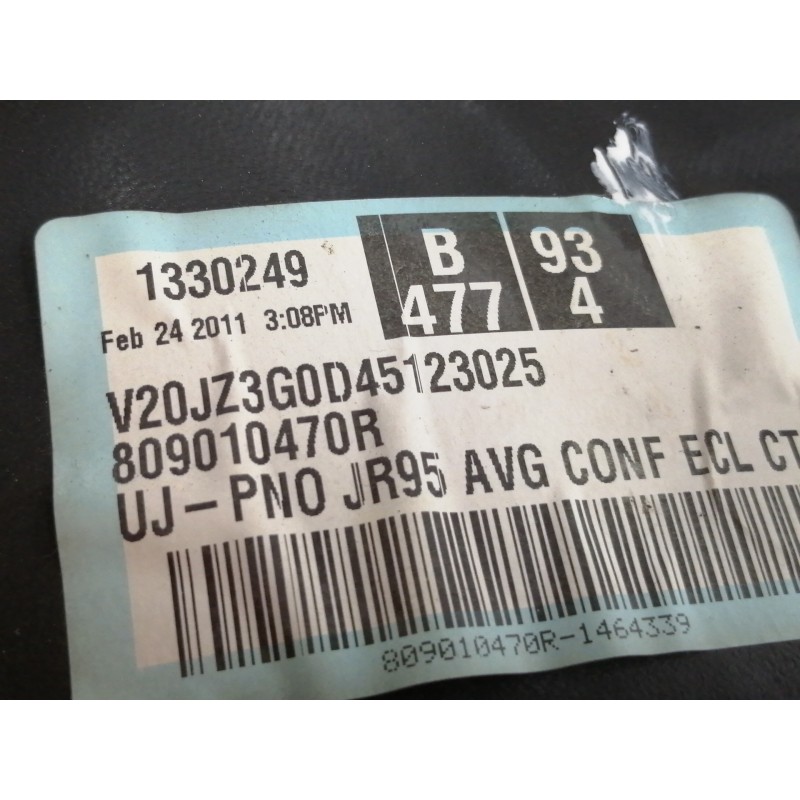 1330249
B 93
477 4
Feb 24 2011 3:08PM
V20JZ3G0D45123025
809010470R
UJ-PNO JR95 AVG CONF ECL CT
809010470R-1464339